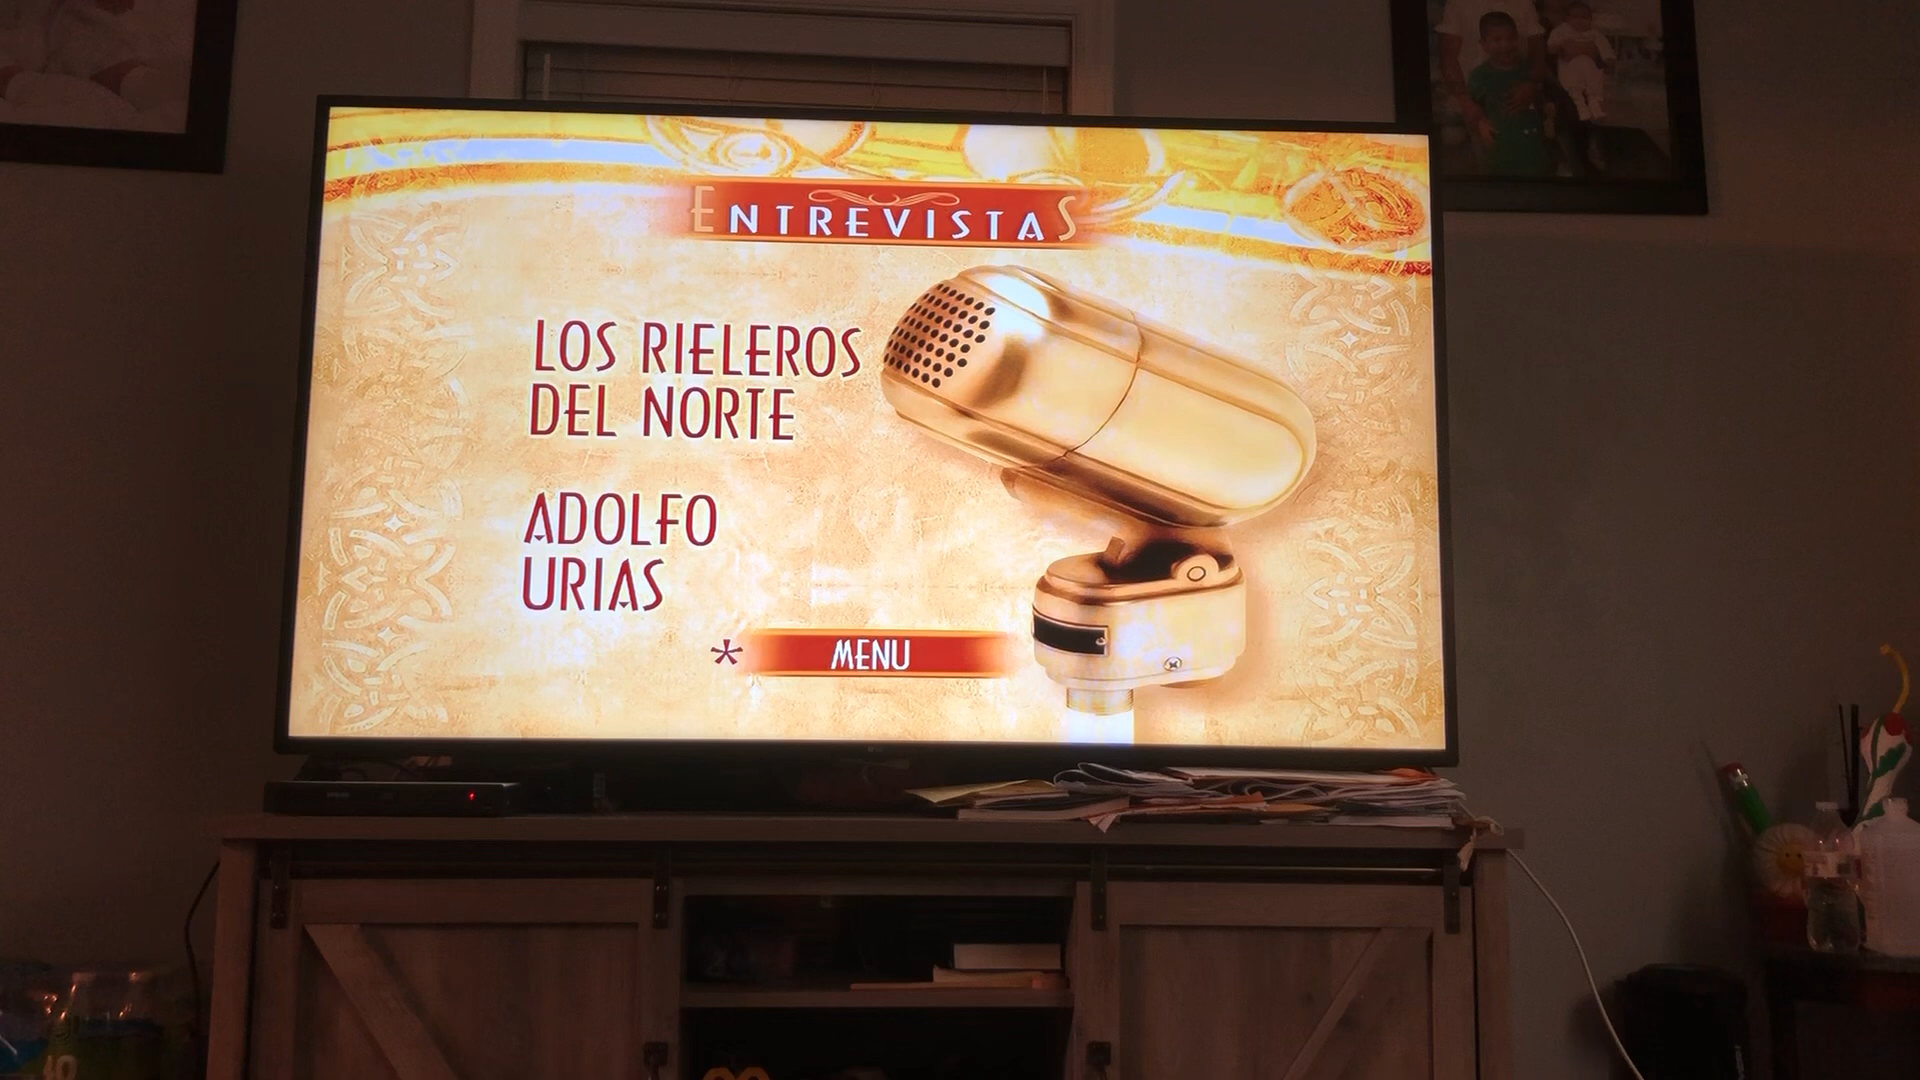 ENTREVISTAS
LOS RIELEROS
DEL NORTE
ADOLFO
URIAS
* MENU